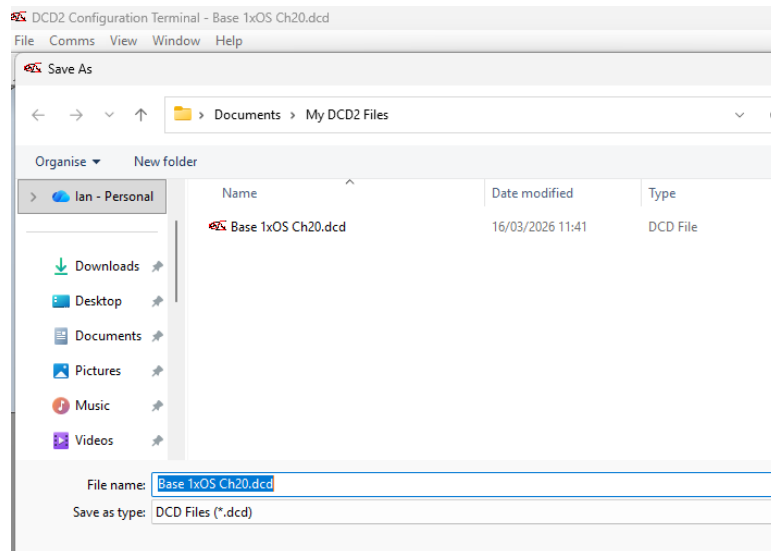 DCD2 Configuration Terminal - Base 1xOS Ch20.dcd
File Comms View Window Help
Save As
Documents > My DCD2 Files
Organise New folder
Ian - Personal
Name Date modified Type
Base 1xOS Ch20.dcd 16/03/2026 11:41 DCD File
Downloads
Desktop
Documents
Pictures
Music
Videos
File name: Base 1xOS Ch20.dcd
Save as type: DCD Files (*.dcd)